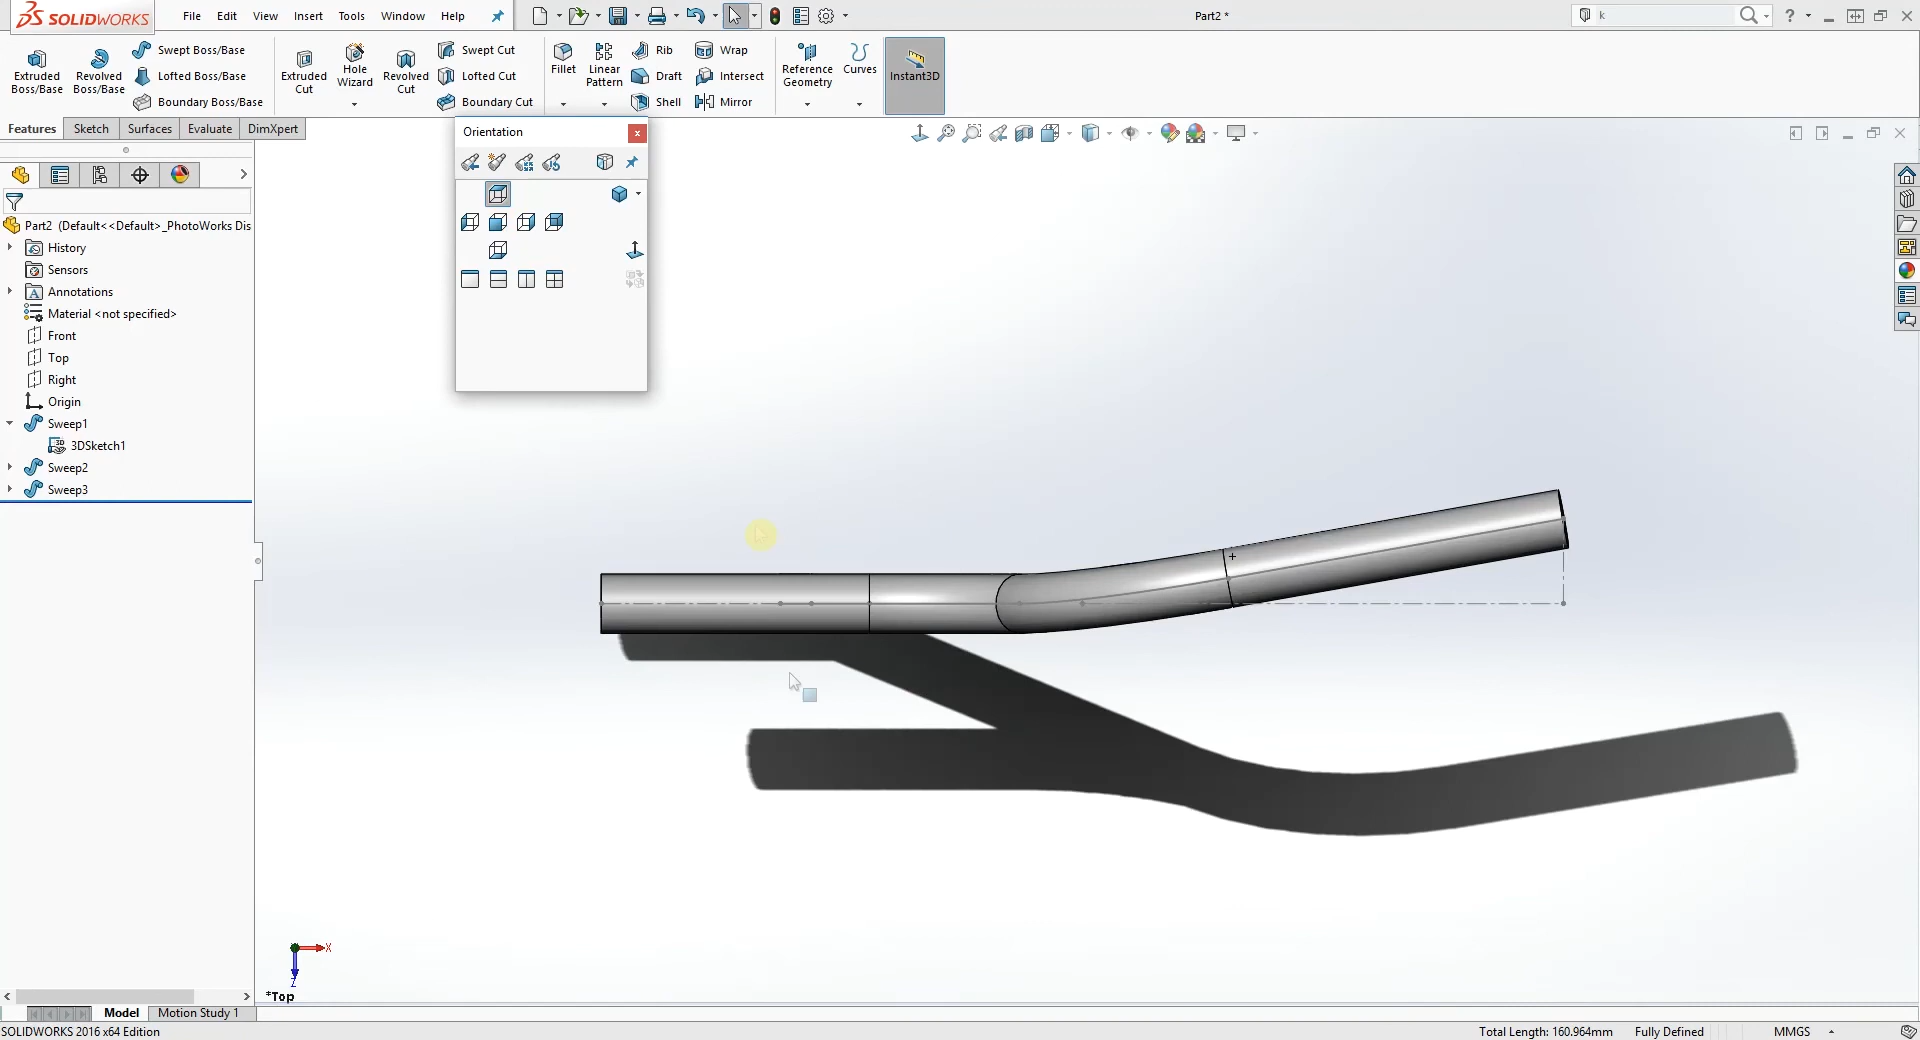 SOLIDWORKS File Edit View Insert Tools Window Help Part2 * k ?
Extruded Boss/Base
Revolved Boss/Base
Swept Boss/Base
Lofted Boss/Base
Boundary Boss/Base
Extruded Cut
Hole Wizard
Revolved Cut
Swept Cut
Lofted Cut
Boundary Cut
Fillet
Linear Pattern
Rib
Draft
Shell
Wrap
Intersect
Mirror
Reference Geometry
Curves
Instant3D
Features Sketch Surfaces Evaluate DimXpert
Orientation
Part2 (Default<<Default>_PhotoWorks Dis
History
Sensors
A Annotations
Material <not specified>
Front
Top
Right
Origin
Sweep1
3D 3DSketch1
Sweep2
Sweep3
X
Z
*Top
Model Motion Study 1
SOLIDWORKS 2016 x64 Edition Total Length: 160.964mm Fully Defined MMGS